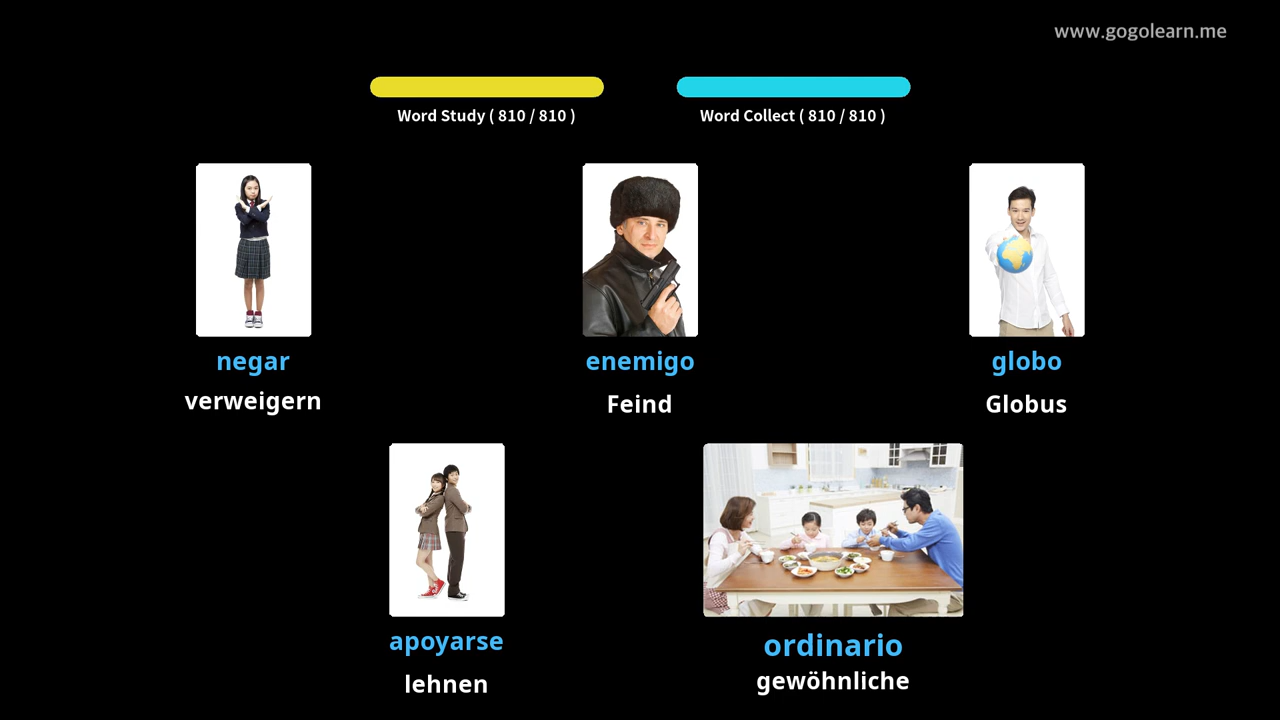 www.gogolearn.me
Word Study ( 810 / 810 )
Word Collect ( 810 / 810 )
negar
verweigern
enemigo
Feind
globo
Globus
apoyarse
lehnen
ordinario
gewöhnliche